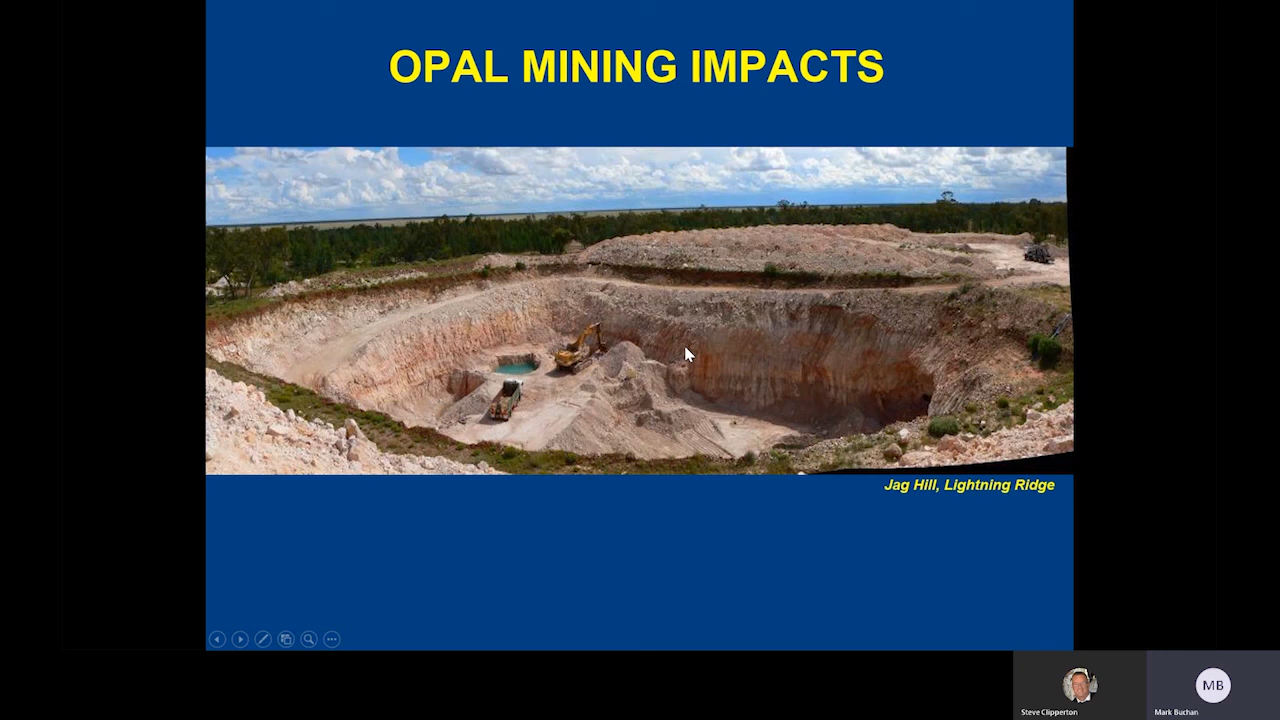 OPAL MINING IMPACTS
Jag Hill, Lightning Ridge
MB
Steve Clipperton
Mark Buchan